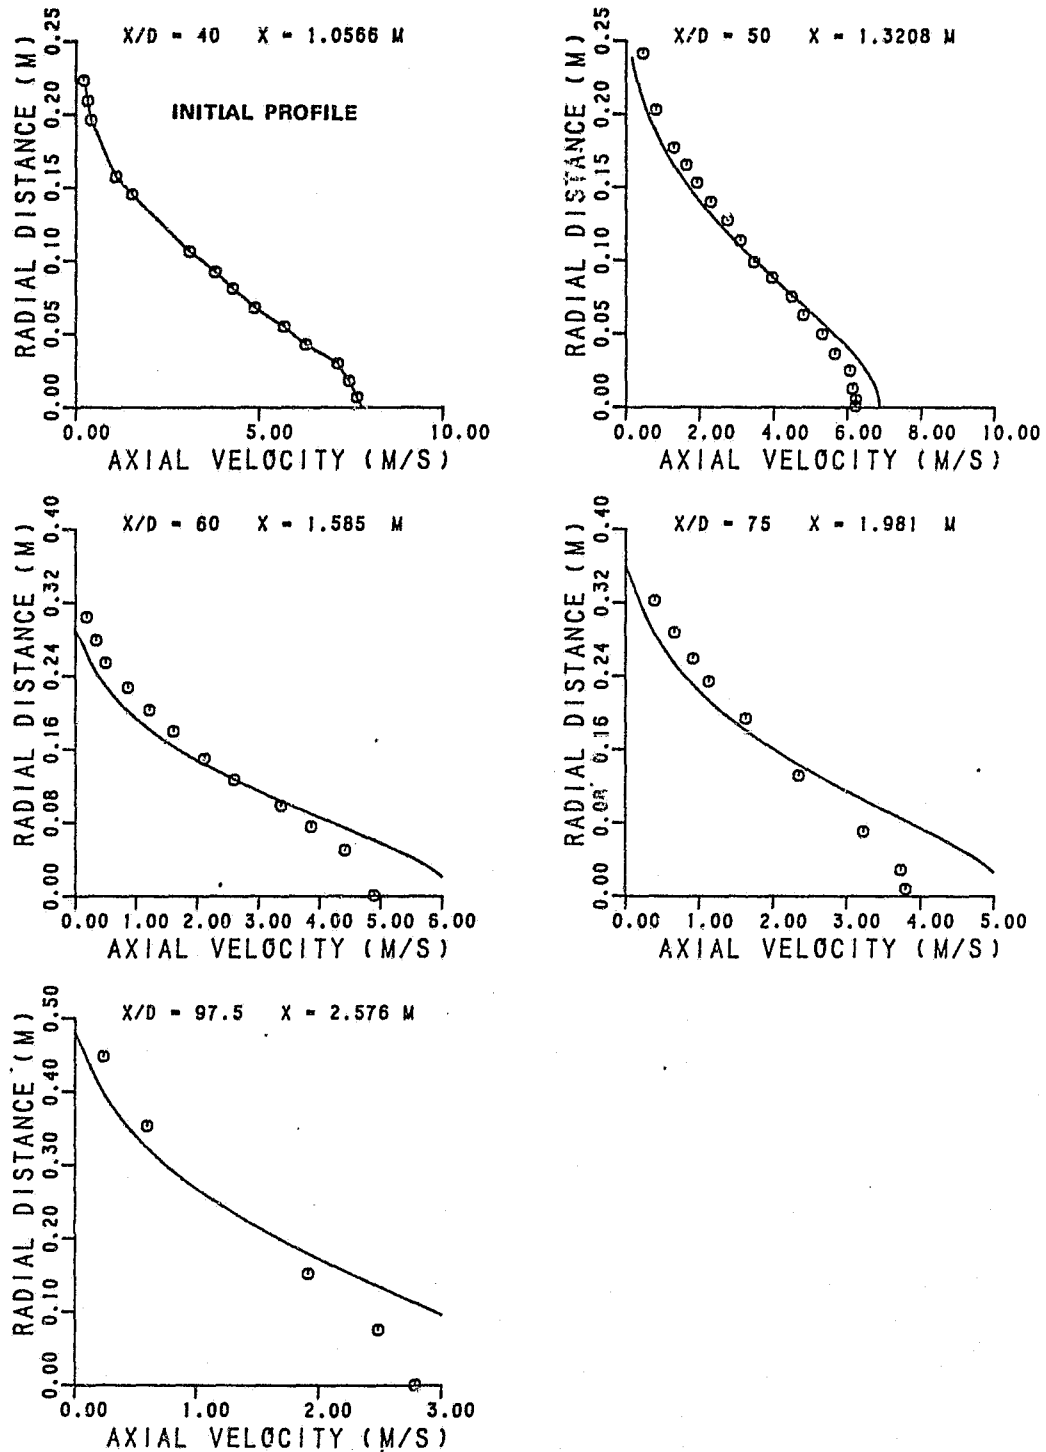 X/D = 40 X = 1.0566 M
INITIAL PROFILE
RADIAL DISTANCE (M)
0.25
0.20
0.15
0.10
0.05
0.00
0.00 5.00 10.00
AXIAL VELOCITY (M/S)
X/D = 50 X = 1.3208 M
RADIAL DISTANCE (M)
0.25
0.20
0.15
0.10
0.05
0.00
0.00 2.00 4.00 6.00 8.00 10.00
AXIAL VELOCITY (M/S)
X/D = 60 X = 1.585 M
RADIAL DISTANCE (M)
0.40
0.32
0.24
0.16
0.08
0.00
0.00 1.00 2.00 3.00 4.00 5.00 6.00
AXIAL VELOCITY (M/S)
X/D = 75 X = 1.981 M
RADIAL DISTANCE (M)
0.40
0.32
0.24
0.16
0.08
0.00
0.00 1.00 2.00 3.00 4.00 5.00
AXIAL VELOCITY (M/S)
X/D = 97.5 X = 2.576 M
RADIAL DISTANCE (M)
0.50
0.40
0.30
0.20
0.10
0.00
0.00 1.00 2.00 3.00
AXIAL VELOCITY (M/S)